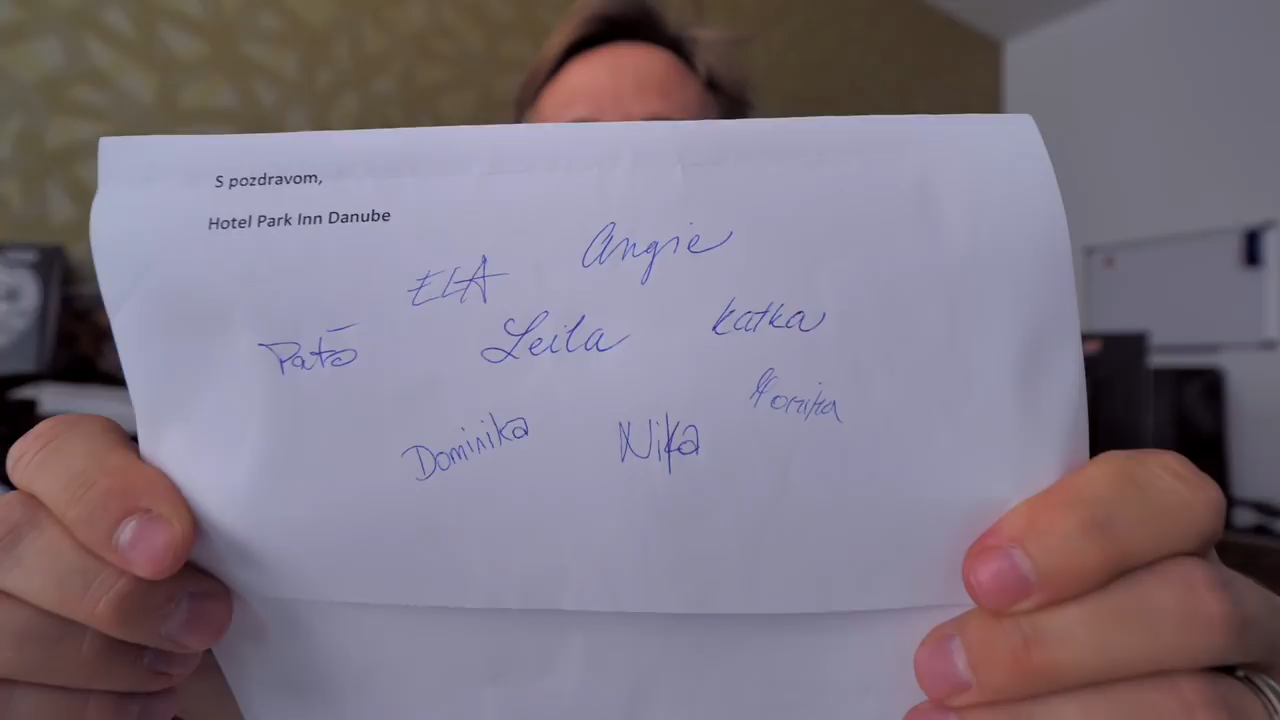 S pozdravom,
Hotel Park Inn Danube
Angie
ELA
Katka
Leila
Paťo
Monika
Dominika
Nika